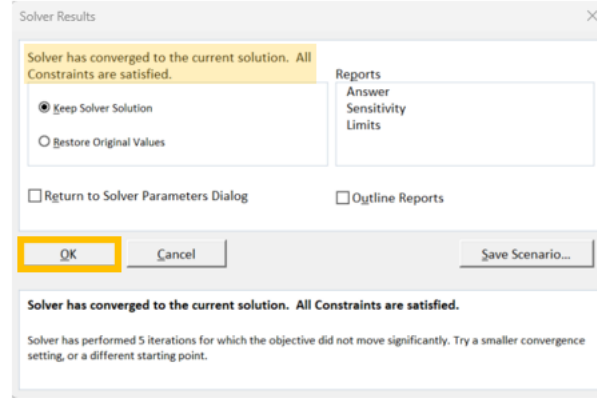 Solver Results
Solver has converged to the current solution. All
Constraints are satisfied.
Reports
Answer
Sensitivity
Limits
Keep Solver Solution
Restore Original Values
Return to Solver Parameters Dialog
Outline Reports
OK
Cancel
Save Scenario...
Solver has converged to the current solution. All Constraints are satisfied.
Solver has performed 5 iterations for which the objective did not move significantly. Try a smaller convergence
setting, or a different starting point.